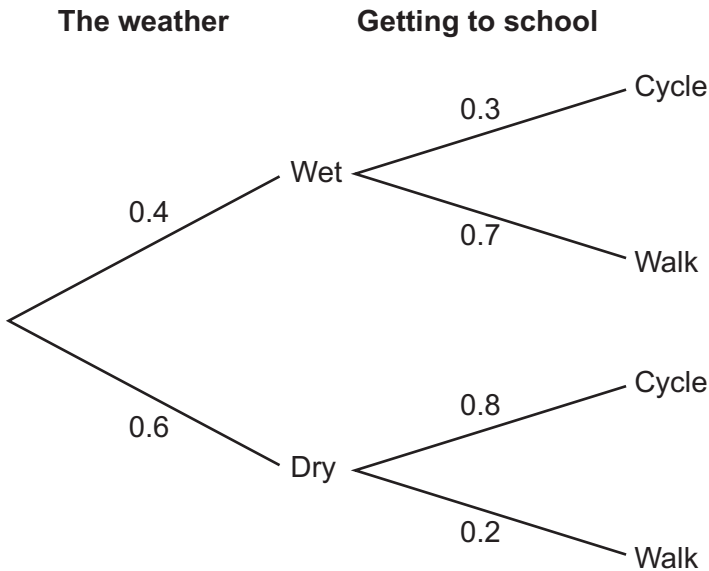 The weather Getting to school
Cycle
0.3
Wet
0.4
0.7
Walk
Cycle
0.8
0.6
Dry
0.2
Walk